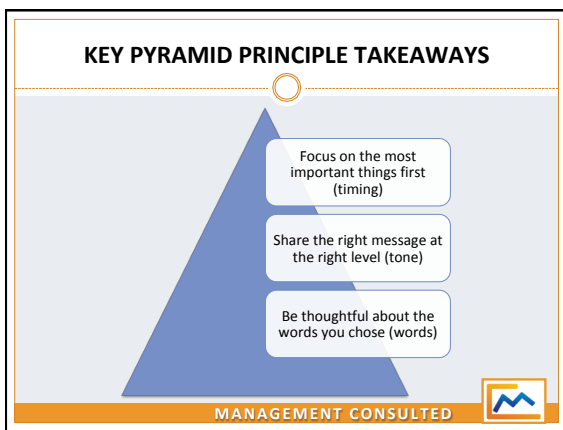 KEY PYRAMID PRINCIPLE TAKEAWAYS
Focus on the most
important things first
(timing)
Share the right message at
the right level (tone)
Be thoughtful about the
words you chose (words)
MANAGEMENT CONSULTED